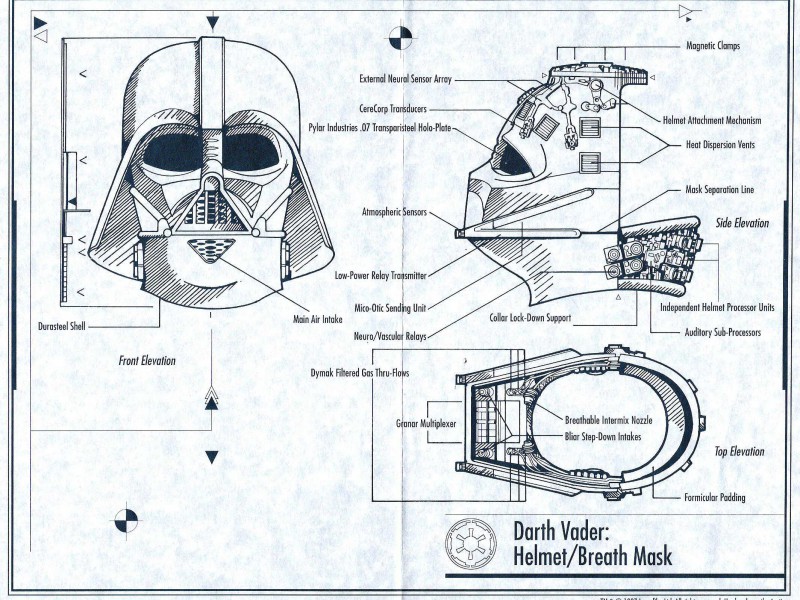 Magnetic Clamps
External Neural Sensor Array
CereCorp Transducers
Helmet Attachment Mechanism
Pylar Industries .07 Transparisteel Holo-Plate
Heat Dispersion Vents
Mask Separation Line
Atmospheric Sensors
Side Elevation
Low-Power Relay Transmitter
Mico-Otic Sending Unit
Independent Helmet Processor Units
Main Air Intake
Collar Lock-Down Support
Durasteel Shell
Neuro/Vascular Relays
Auditory Sub-Processors
Front Elevation
Dymak Filtered Gas Thru-Flows
Granar Multiplexer
Breathable Intermix Nozzle
Bliar Step-Down Intakes
Top Elevation
Formicular Padding
Darth Vader:
Helmet/Breath Mask